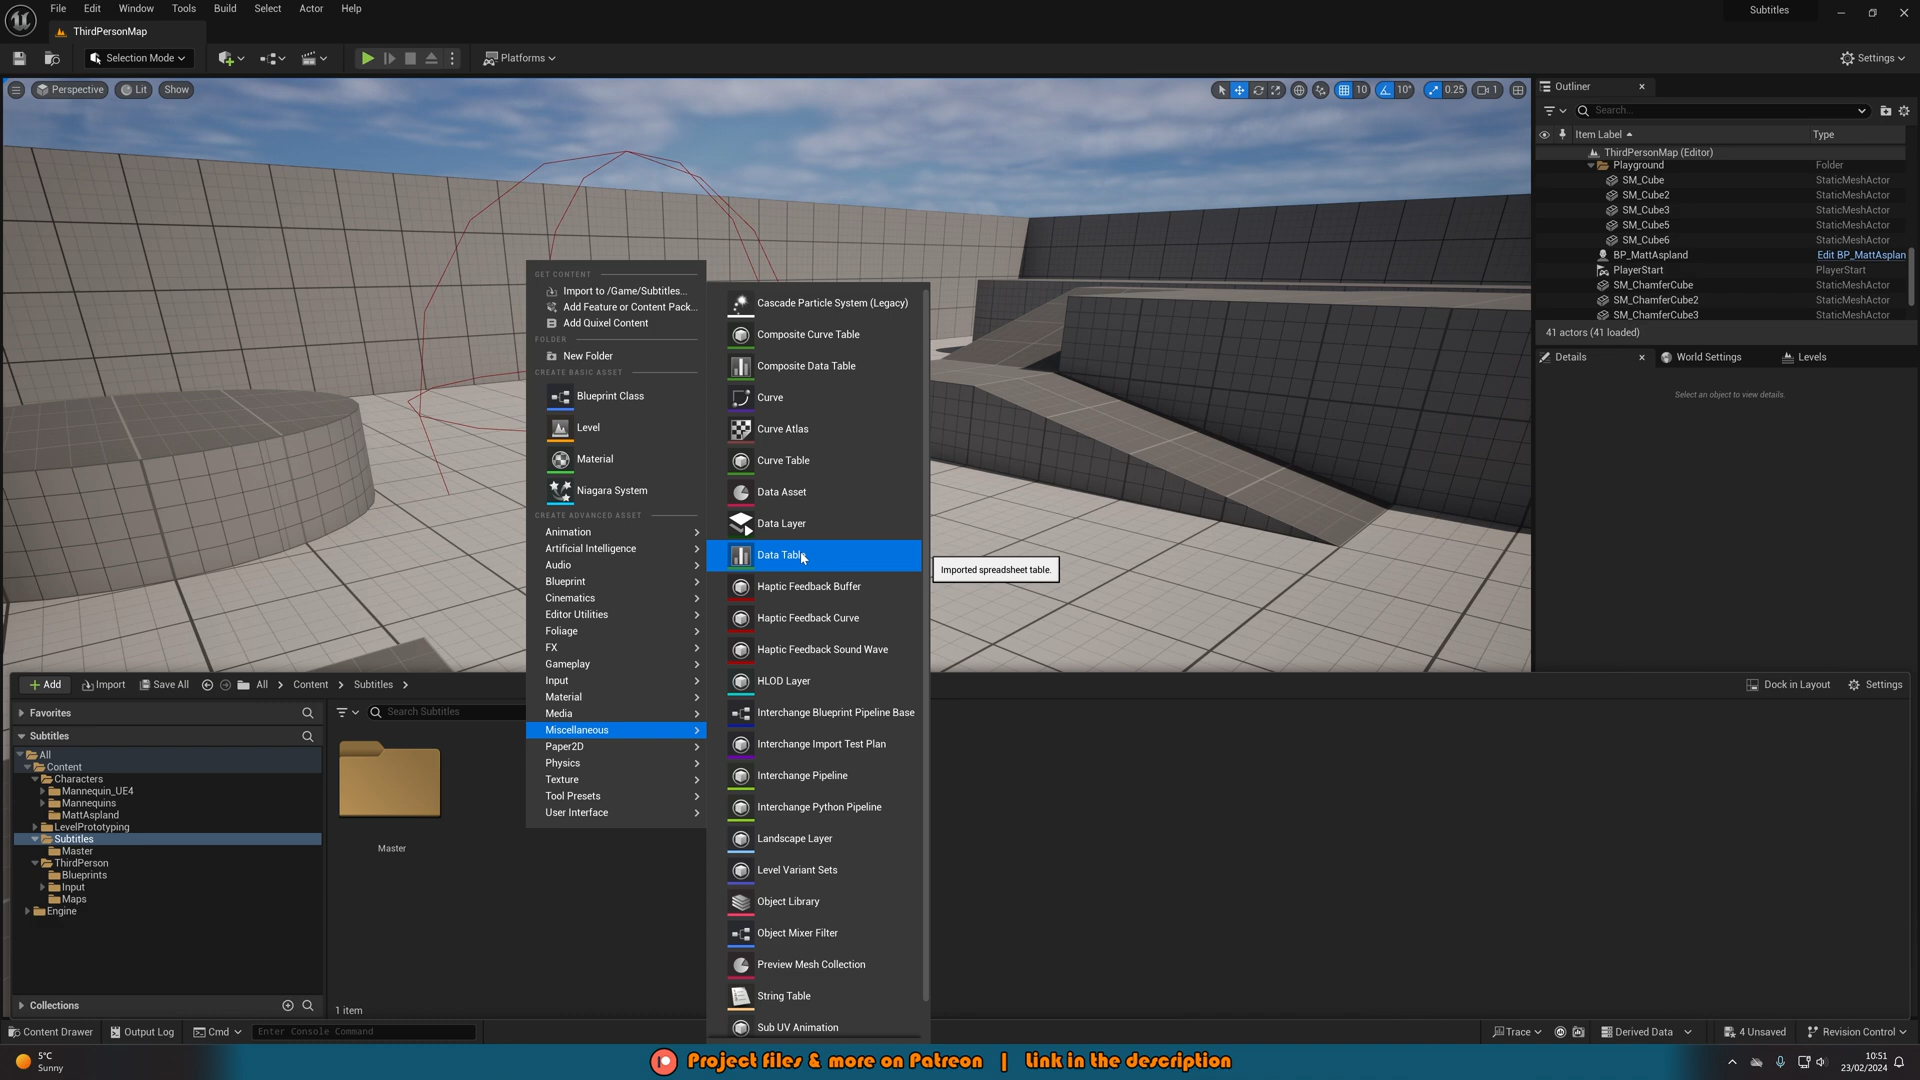 File Edit Window Tools Build Select Actor Help
Subtitles
ThirdPersonMap
Selection Mode
Platforms
Settings
Perspective
Lit
Show
10
10°
0.25
1
Outliner
Search...
Item Label
Type
ThirdPersonMap (Editor)
Playground Folder
SM_Cube StaticMeshActor
SM_Cube2 StaticMeshActor
SM_Cube3 StaticMeshActor
SM_Cube5 StaticMeshActor
SM_Cube6 StaticMeshActor
BP_MattAspland Edit BP_MattAsplan
PlayerStart PlayerStart
SM_ChamferCube StaticMeshActor
SM_ChamferCube2 StaticMeshActor
SM_ChamferCube3 StaticMeshActor
41 actors (41 loaded)
Details
World Settings
Levels
Select an object to view details.
GET CONTENT
Import to /Game/Subtitles...
Add Feature or Content Pack...
Add Quixel Content
FOLDER
New Folder
CREATE BASIC ASSET
Blueprint Class
Level
Material
Niagara System
CREATE ADVANCED ASSET
Animation
Artificial Intelligence
Audio
Blueprint
Cinematics
Editor Utilities
Foliage
FX
Gameplay
Input
Material
Media
Miscellaneous
Paper2D
Physics
Texture
Tool Presets
User Interface
Cascade Particle System (Legacy)
Composite Curve Table
Composite Data Table
Curve
Curve Atlas
Curve Table
Data Asset
Data Layer
Data Table
Haptic Feedback Buffer
Haptic Feedback Curve
Haptic Feedback Sound Wave
HLOD Layer
Interchange Blueprint Pipeline Base
Interchange Import Test Plan
Interchange Pipeline
Interchange Python Pipeline
Landscape Layer
Level Variant Sets
Object Library
Object Mixer Filter
Preview Mesh Collection
String Table
Sub UV Animation
Imported spreadsheet table.
Add
Import
Save All
All
Content
Subtitles
Dock in Layout
Settings
Favorites
Search Subtitles
Subtitles
All
Content
Characters
Mannequin_UE4
Mannequins
MattAspland
LevelPrototyping
Subtitles
Master
ThirdPerson
Blueprints
Input
Maps
Engine
Collections
Master
1 item
Content Drawer
Output Log
Cmd
Enter Console Command
Trace
Derived Data
4 Unsaved
Revision Control
5°C
Sunny
Project files & more on Patreon | Link in the description
10:51
23/02/2024